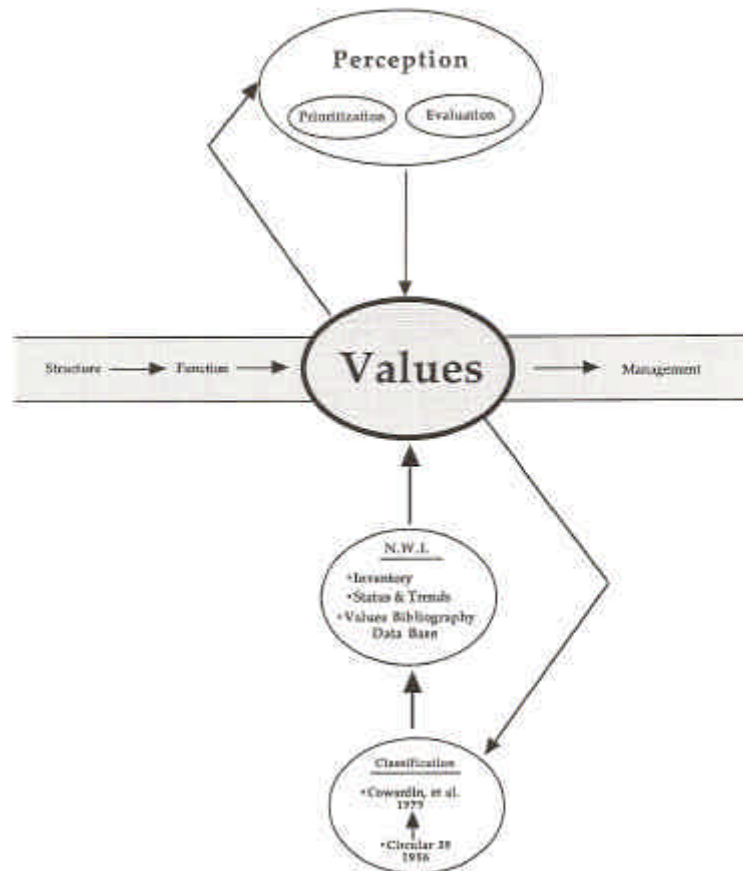 Perception
Prioritization
Evaluation
Structure
Function
Values
Management
N.W.I.
•Inventory
•Status & Trends
•Values Bibliography
Data Base
Classification
•Cowardin, et al.
1979
•Circular 39
1956